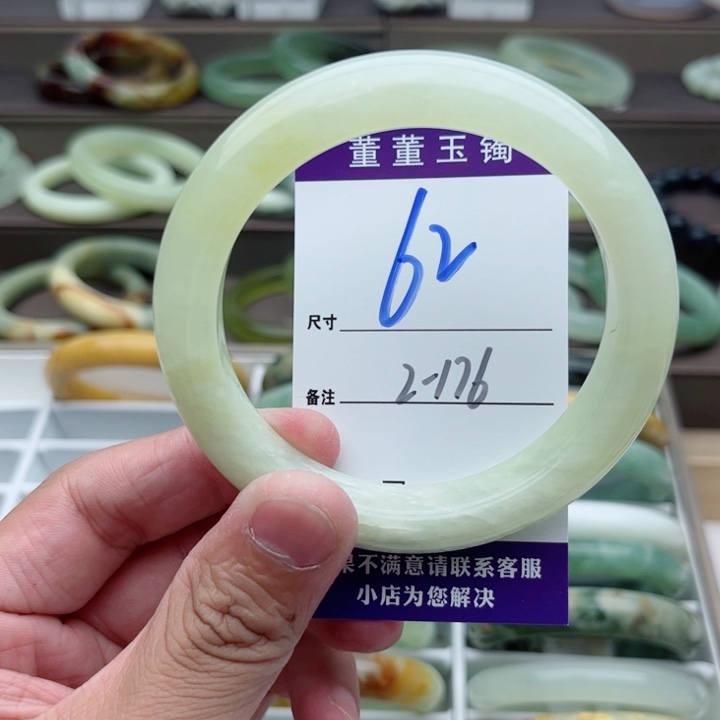 董董玉镯
62
尺寸
2-176
备注
果不满意请联系客服
小店为您解决